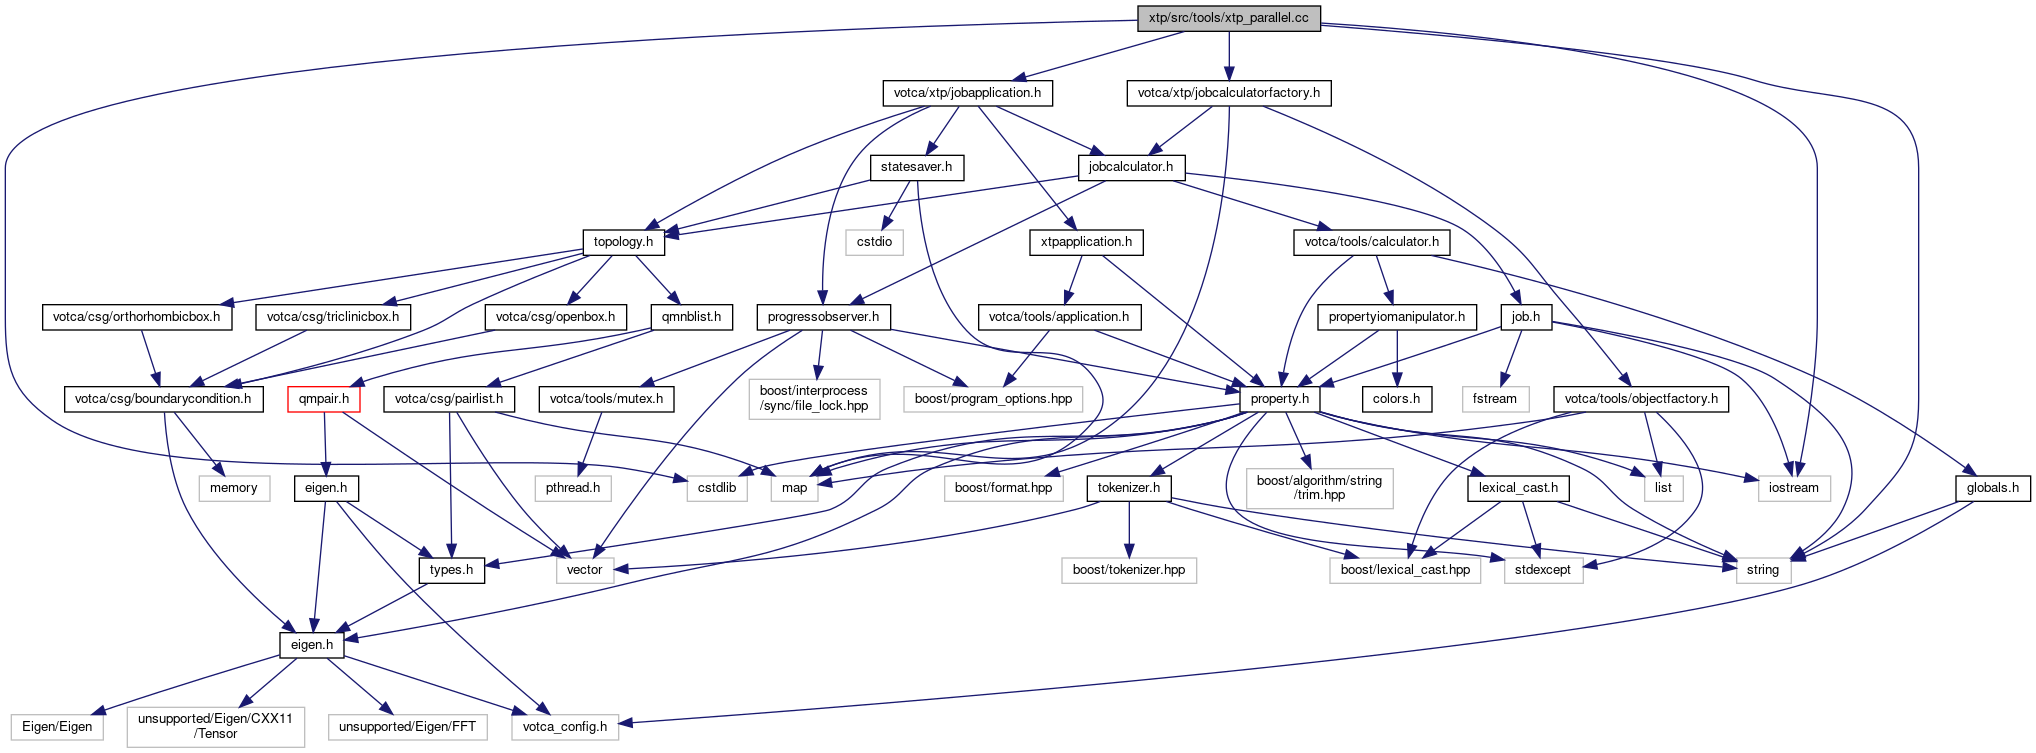 xtp/src/tools/xtp_parallel.cc
votca/xtp/jobapplication.h
votca/xtp/jobcalculatorfactory.h
statesaver.h
jobcalculator.h
topology.h
cstdio
xtpapplication.h
votca/tools/calculator.h
votca/csg/orthorhombicbox.h
votca/csg/triclinicbox.h
votca/csg/openbox.h
qmnblist.h
progressobserver.h
votca/tools/application.h
propertyiomanipulator.h
job.h
votca/csg/boundarycondition.h
qmpair.h
votca/csg/pairlist.h
votca/tools/mutex.h
boost/interprocess
/sync/file_lock.hpp
boost/program_options.hpp
property.h
colors.h
fstream
votca/tools/objectfactory.h
memory
eigen.h
pthread.h
cstdlib
map
boost/format.hpp
tokenizer.h
boost/algorithm/string
/trim.hpp
lexical_cast.h
list
iostream
globals.h
types.h
vector
boost/tokenizer.hpp
boost/lexical_cast.hpp
stdexcept
string
eigen.h
Eigen/Eigen
unsupported/Eigen/CXX11
/Tensor
unsupported/Eigen/FFT
votca_config.h